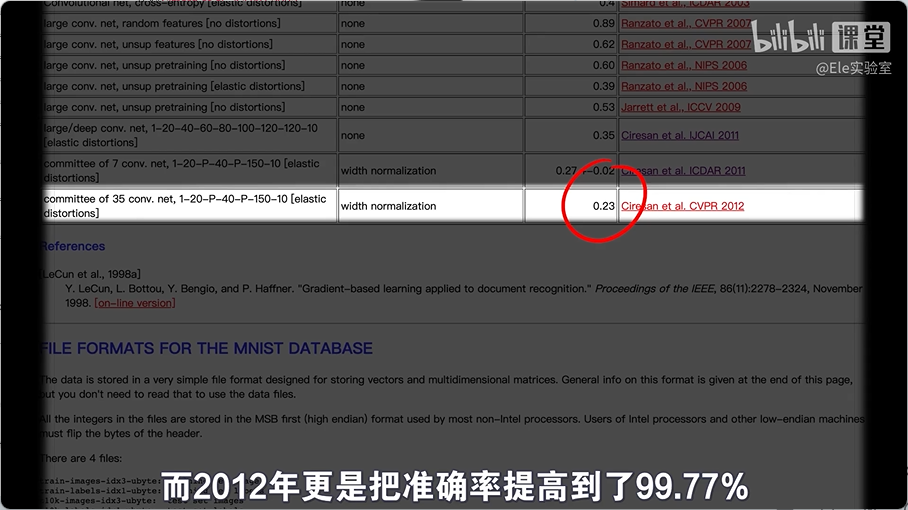 Convolutional net, cross-entropy [elastic distortions] none 0.4 Simard et al., ICDAR 2003
large conv. net, random features [no distortions] none 0.89 Ranzato et al., CVPR 2007
large conv. net, unsup features [no distortions] none 0.62 Ranzato et al., CVPR 2007
large conv. net, unsup pretraining [no distortions] none 0.60 Ranzato et al., NIPS 2006
large conv. net, unsup pretraining [elastic distortions] none 0.39 Ranzato et al., NIPS 2006
large conv. net, unsup pretraining [no distortions] none 0.53 Jarrett et al., ICCV 2009
large/deep conv. net, 1-20-40-60-80-100-120-120-10
[elastic distortions] none 0.35 Ciresan et al. IJCAI 2011
committee of 7 conv. net, 1-20-P-40-P-150-10 [elastic
distortions] width normalization 0.27 +-0.02 Ciresan et al. ICDAR 2011
committee of 35 conv. net, 1-20-P-40-P-150-10 [elastic
distortions] width normalization 0.23 Ciresan et al. CVPR 2012
bilibili 课堂
@Ele实验室
References
[LeCun et al., 1998a]
Y. LeCun, L. Bottou, Y. Bengio, and P. Haffner. "Gradient-based learning applied to document recognition." Proceedings of the IEEE, 86(11):2278-2324, November
1998. [on-line version]
FILE FORMATS FOR THE MNIST DATABASE
The data is stored in a very simple file format designed for storing vectors and multidimensional matrices. General info on this format is given at the end of this page,
but you don't need to read that to use the data files.
All the integers in the files are stored in the MSB first (high endian) format used by most non-Intel processors. Users of Intel processors and other low-endian machines
must flip the bytes of the header.
There are 4 files:
train-images-idx3-ubyte:
train-labels-idx1-ubyte:
t10k-images-idx3-ubyte: test set images
而2012年更是把准确率提高到了99.77%